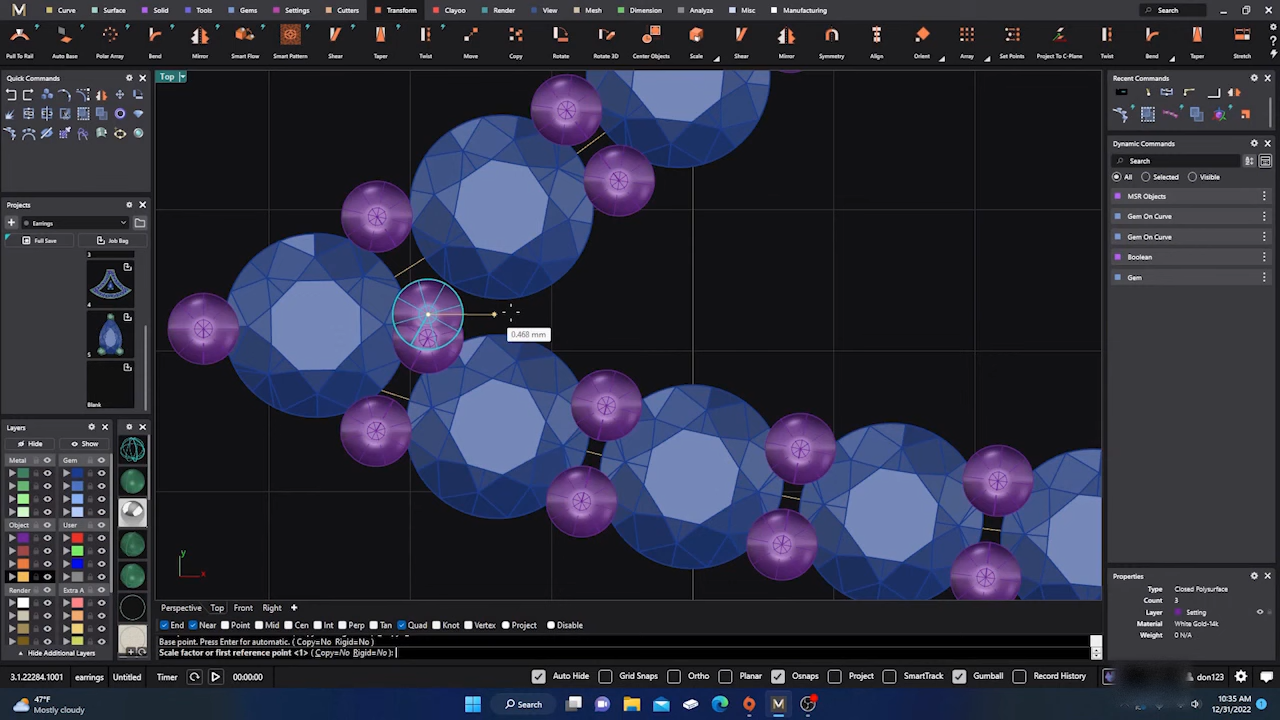 Curve Surface Solid Tools Gems Settings Cutters Transform Clayoo Render View Mesh Dimension Analyze Misc Manufacturing Search
Pull To Rail Auto Base Polar Array Bend Mirror Smart Flow Smart Pattern Shear Taper Twist Move Copy Rotate Rotate 3D Center Objects Scale Shear Mirror Symmetry Align Orient Array Set Points Project To C-Plane Twist Bend Taper Stretch
Quick Commands
Top
Recent Commands
Dynamic Commands
Search
All Selected Visible
MSR Objects
Gem On Curve
Gem On Curve
Boolean
Gem
Projects
Earrings
Full Save Job Bag
3
4
5
Blank
0.468 mm
Layers
Hide Show
Metal Gem
Object User
Render Extra A
Hide Additional Layers
y
x
Properties
Type Closed Polysurface
Count 3
Layer Setting
Material White Gold-14k
Weight 0 N/A
Perspective Top Front Right
End Near Point Mid Cen Int Perp Tan Quad Knot Vertex Project Disable
Base point. Press Enter for automatic. ( Copy=No Rigid=No )
Scale factor or first reference point <1> ( Copy=No Rigid=No ):
3.1.22284.1001 earrings Untitled Timer 00:00:00 Auto Hide Grid Snaps Ortho Planar Osnaps Project SmartTrack Gumball Record History don123
47°F
Mostly cloudy
Search
10:35 AM
12/31/2022